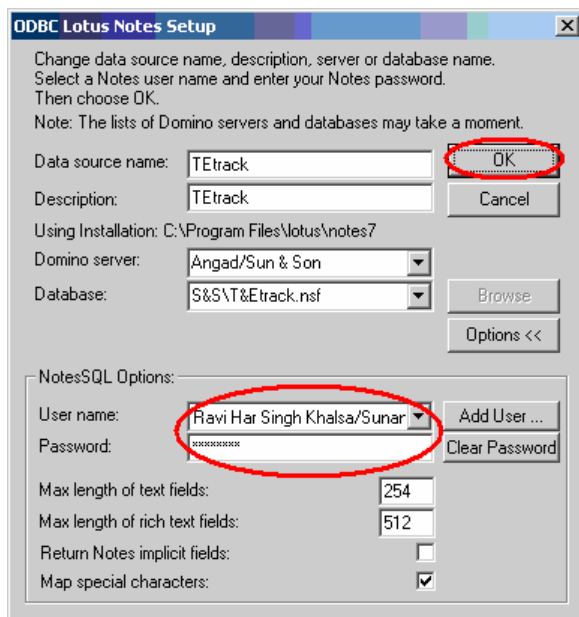 ODBC Lotus Notes Setup
Change data source name, description, server or database name.
Select a Notes user name and enter your Notes password.
Then choose OK.
Note: The lists of Domino servers and databases may take a moment.
Data source name: TEtrack OK
Description: TEtrack Cancel
Using Installation: C:\Program Files\lotus\notes7
Domino server: Angad/Sun & Son
Database: S&S\T&Etrack.nsf Browse
Options <<
NotesSQL Options:
User name: Ravi Har Singh Khalsa/Sunar Add User ...
Password: ******** Clear Password
Max length of text fields: 254
Max length of rich text fields: 512
Return Notes implicit fields:
Map special characters: